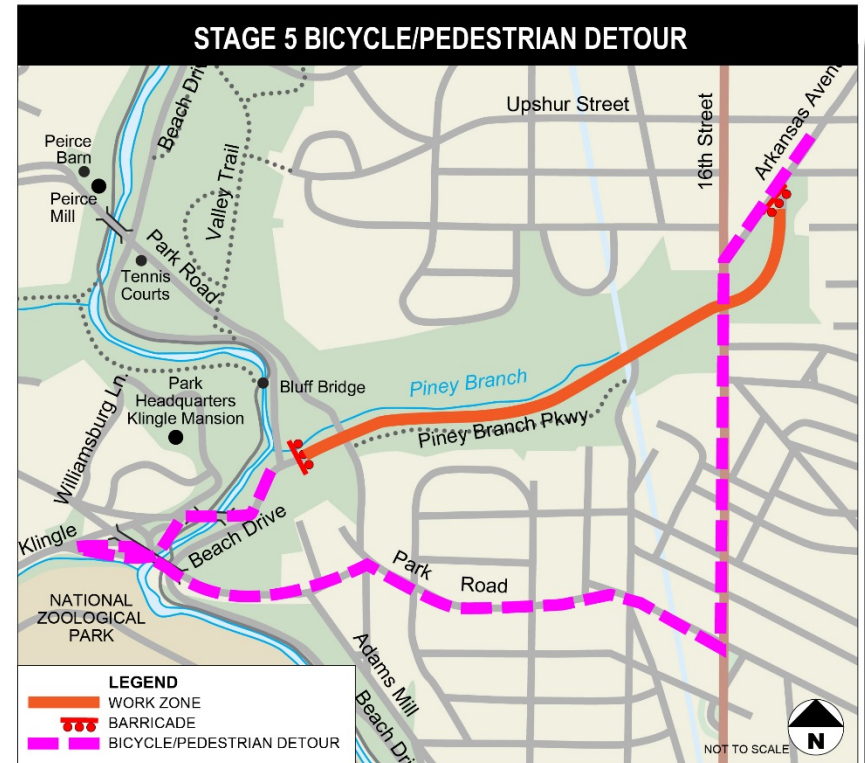 STAGE 5 BICYCLE/PEDESTRIAN DETOUR
Beach Driv
Upshur Street
16th Street
Arkansas Avenu
Peirce
Barn
Peirce
Mill
Valley Trail
Park Road
Tennis
Courts
Park
Headquarters
Klingle Mansion
Bluff Bridge
Piney Branch
Piney Branch Pkwy
Williamsburg Ln.
Klingle
Beach Drive
Park
Road
NATIONAL
ZOOLOGICAL
PARK
Adams Mill
Beach Dri
LEGEND
WORK ZONE
BARRICADE
BICYCLE/PEDESTRIAN DETOUR
NOT TO SCALE
N